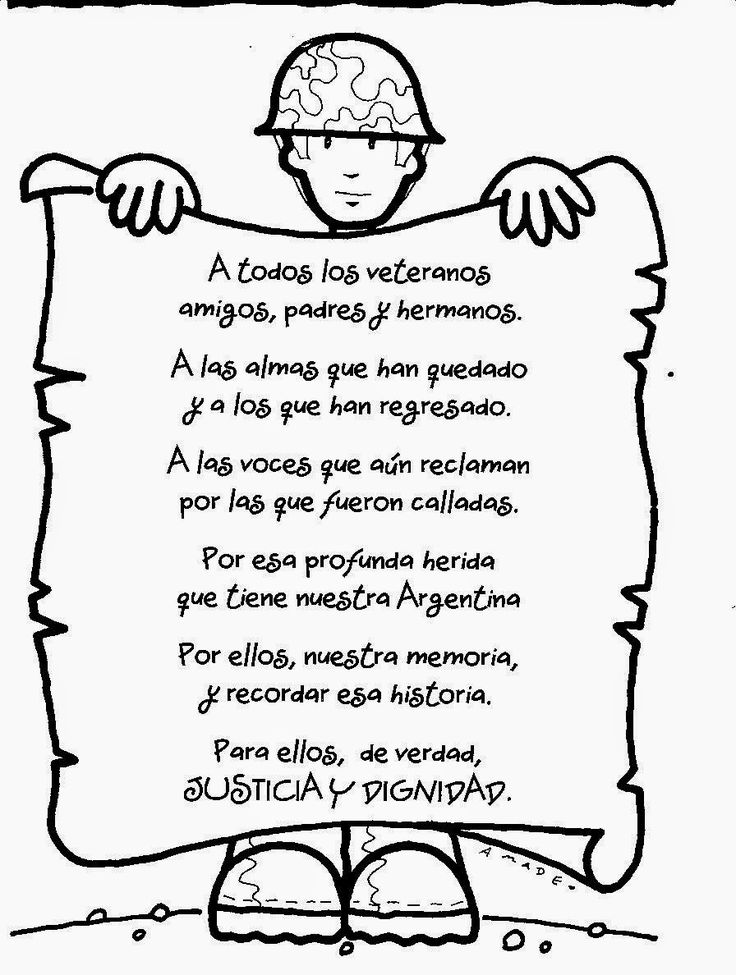 A todos los veteranos
amigos, padres y hermanos.
A las almas que han quedado
y a los que han regresado.
A las voces que aún reclaman
por las que fueron calladas.
Por esa profunda herida
que tiene nuestra Argentina
Por ellos, nuestra memoria,
y recordar esa historia.
Para ellos, de verdad,
JUSTICIA Y DIGNIDAD.
AMADE.